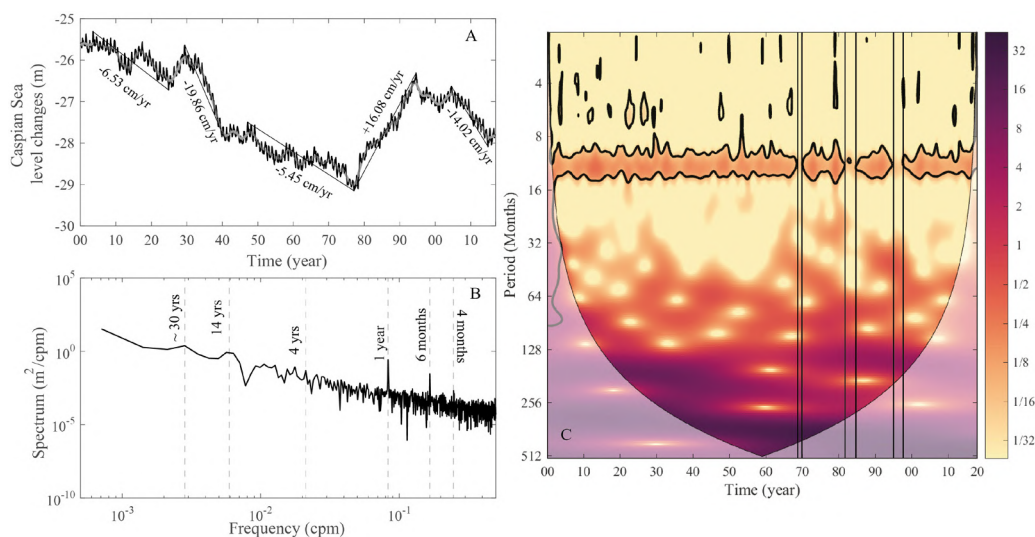 A
Caspian Sea
level changes (m)
-25
-26
-27
-28
-29
-30
-6.53 cm/yr
-19.86 cm/yr
-5.45 cm/yr
+16.08 cm/yr
-14.02 cm/yr
00 10 20 30 40 50 60 70 80 90 00 10
Time (year)
B
Spectrum (m²/cpm)
10⁵
10⁰
10⁻⁵
10⁻¹⁰
~ 30 yrs
14 yrs
4 yrs
1 year
6 months
4 months
10⁻³ 10⁻² 10⁻¹
Frequency (cpm)
C
Period (Months)
4
8
16
32
64
128
256
512
00 10 20 30 40 50 60 70 80 90 00 10 20
Time (year)
32
16
8
4
2
1
1/2
1/4
1/8
1/16
1/32